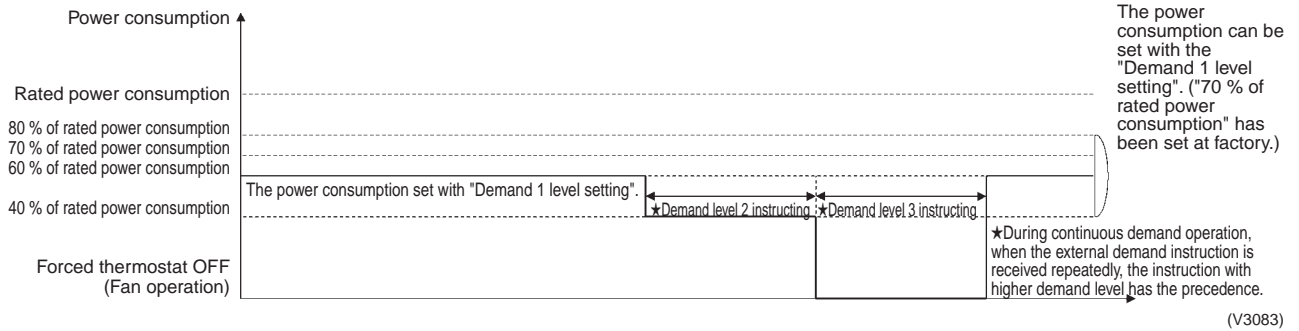 Power consumption
The power
consumption can be
set with the
"Demand 1 level
setting". ("70 % of
rated power
consumption" has
been set at factory.)
Rated power consumption
80 % of rated power consumption
70 % of rated power consumption
60 % of rated power consumption
The power consumption set with "Demand 1 level setting".
40 % of rated power consumption
★Demand level 2 instructing
★Demand level 3 instructing
★During continuous demand operation,
when the external demand instruction is
received repeatedly, the instruction with
higher demand level has the precedence.
Forced thermostat OFF
(Fan operation)
(V3083)